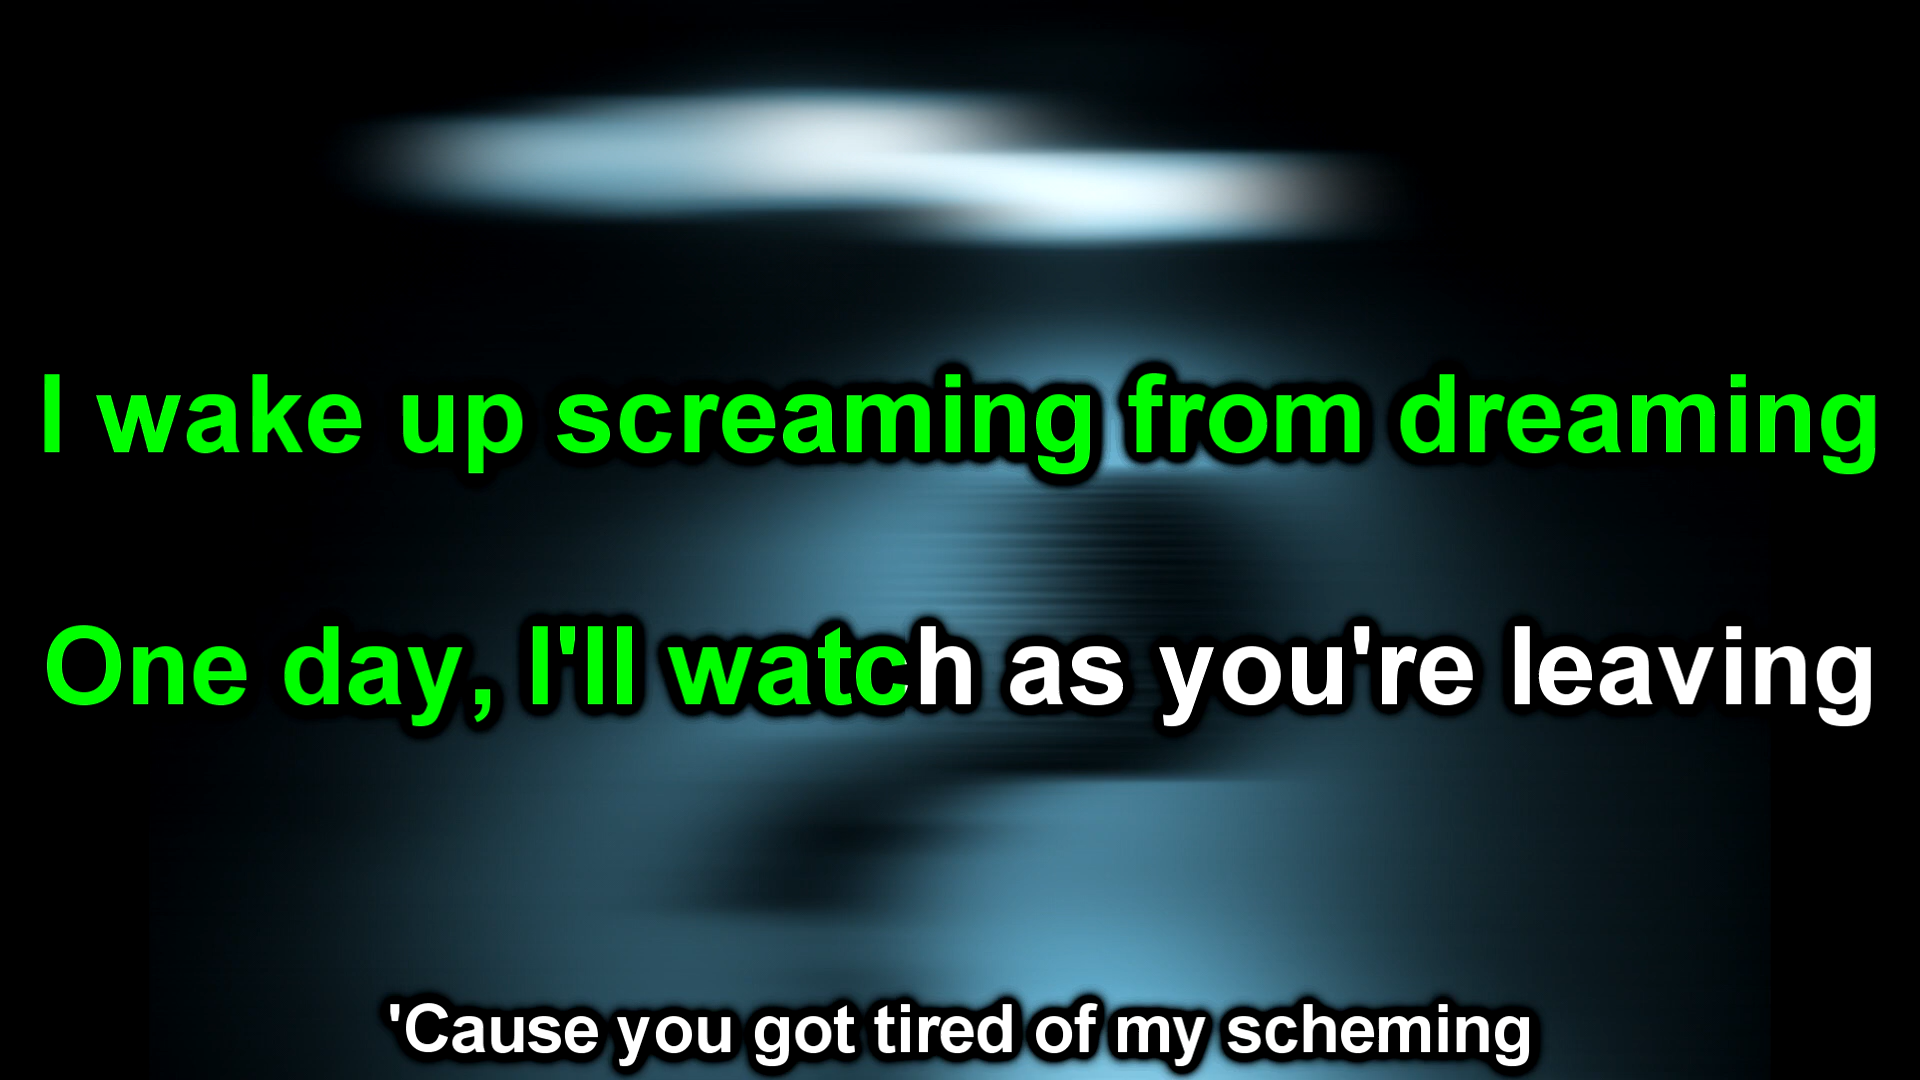 I wake up screaming from dreaming
One day, I'll watch as you're leaving
'Cause you got tired of my scheming